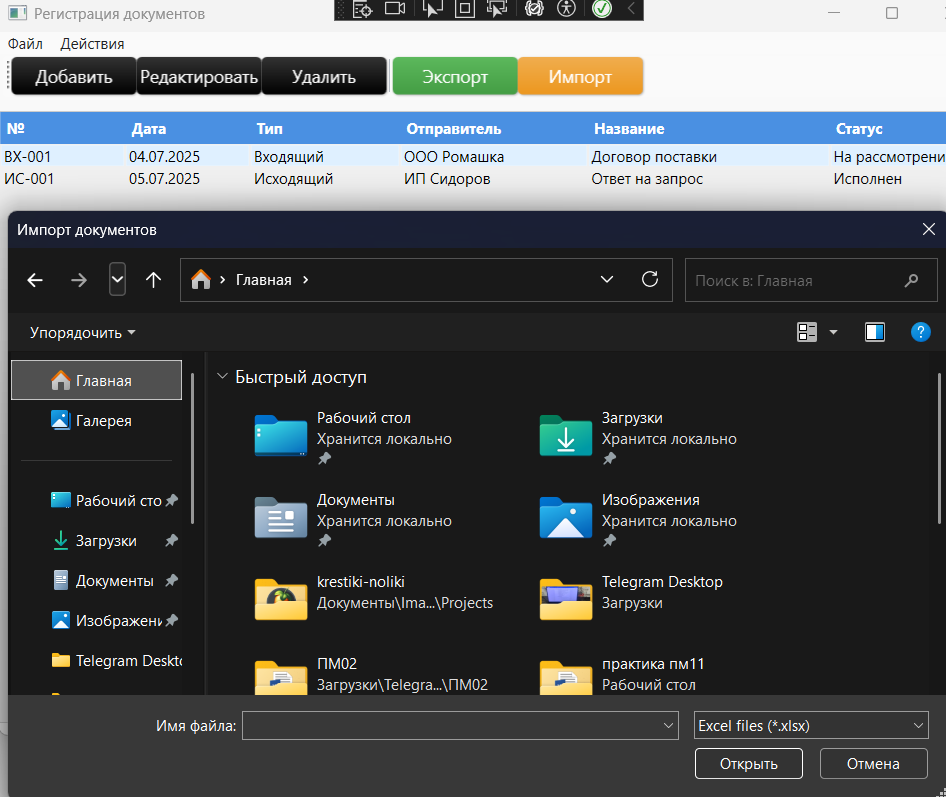 Регистрация документов
Файл Действия
Добавить Редактировать Удалить Экспорт Импорт
№ Дата Тип Отправитель Название Статус
ВХ-001 04.07.2025 Входящий ООО Ромашка Договор поставки На рассмотрени
ИС-001 05.07.2025 Исходящий ИП Сидоров Ответ на запрос Исполнен
Импорт документов
Главная Поиск в: Главная
Упорядочить
Главная
Галерея
Рабочий сто
Загрузки
Документы
Изображени
Telegram Deskto
Быстрый доступ
Рабочий стол
Хранится локально
Загрузки
Хранится локально
Документы
Хранится локально
Изображения
Хранится локально
krestiki-noliki
Документы\Ima...\Projects
Telegram Desktop
Загрузки
ПМ02
Загрузки\Telegra...\ПМ02
практика пм11
Рабочий стол
Имя файла: Excel files (*.xlsx)
Открыть Отмена